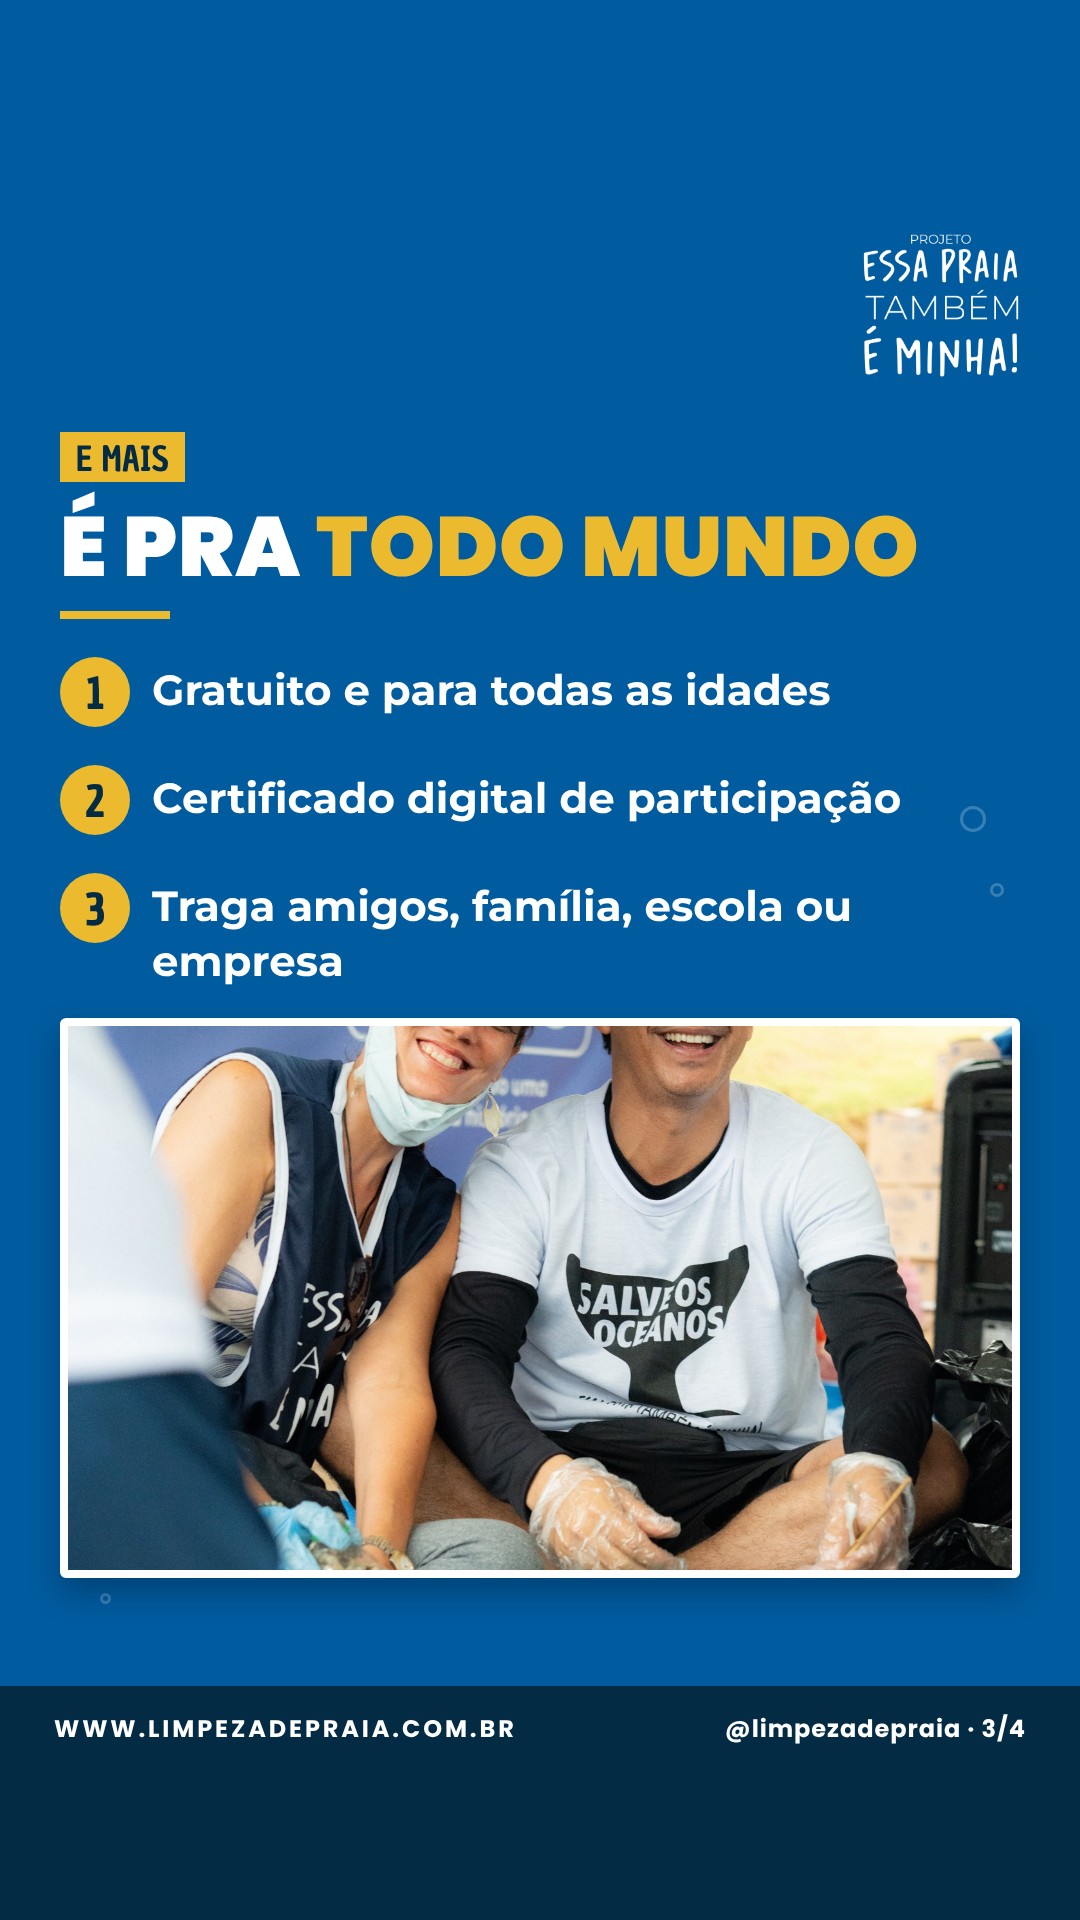 PROJETO
ESSA PRAIA
TAMBÉM
É MINHA!
E MAIS
É PRA TODO MUNDO
1 Gratuito e para todas as idades
2 Certificado digital de participação
3 Traga amigos, família, escola ou
empresa
SALVE OS
OCEANOS
WWW.LIMPEZADEPRAIA.COM.BR
@limpezadepraia · 3/4